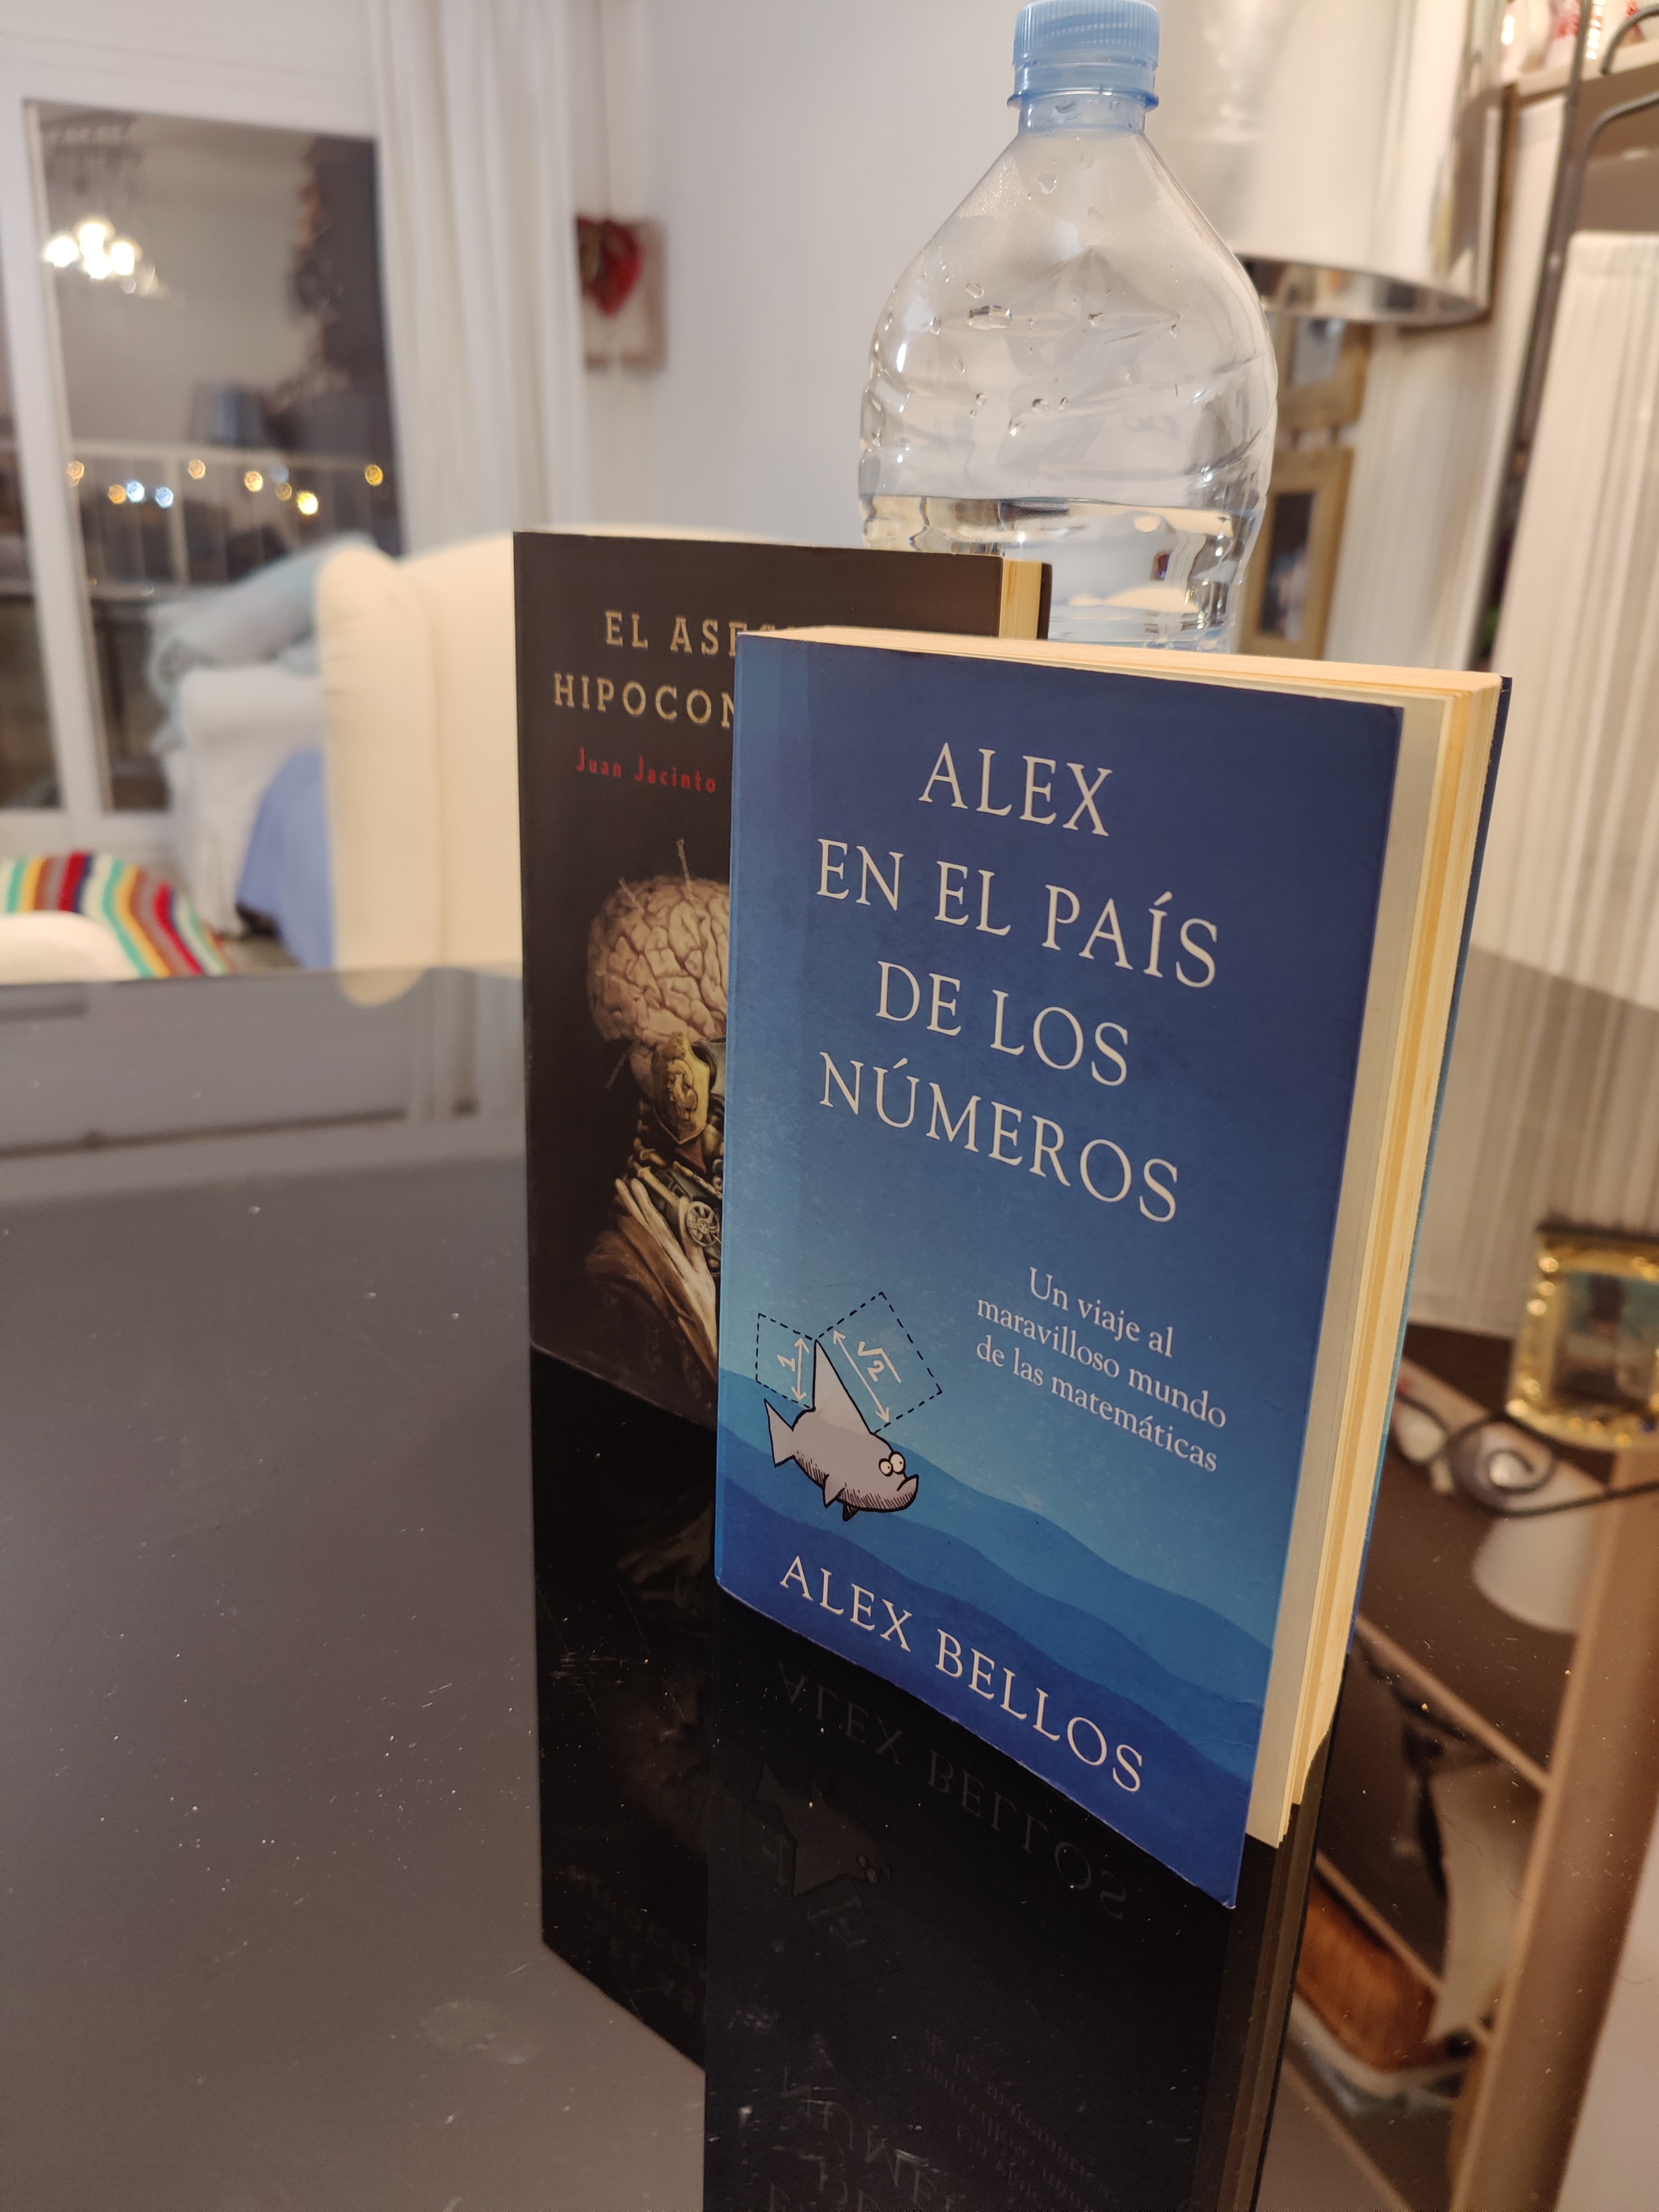 EL ASES
HIPOCON
Juan Jacinto
ALEX
EN EL PAÍS
DE LOS
NÚMEROS
Un viaje al
maravilloso mundo
de las matemáticas
1
√2
ALEX BELLOS